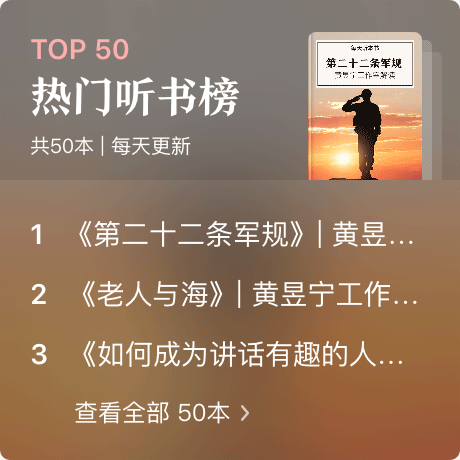 TOP 50
热门听书榜
共50本 | 每天更新
每天听本书
第二十二条军规
黄昱宁工作室解读
1 《第二十二条军规》| 黄昱...
2 《老人与海》| 黄昱宁工作...
3 《如何成为讲话有趣的人...
查看全部 50本 >